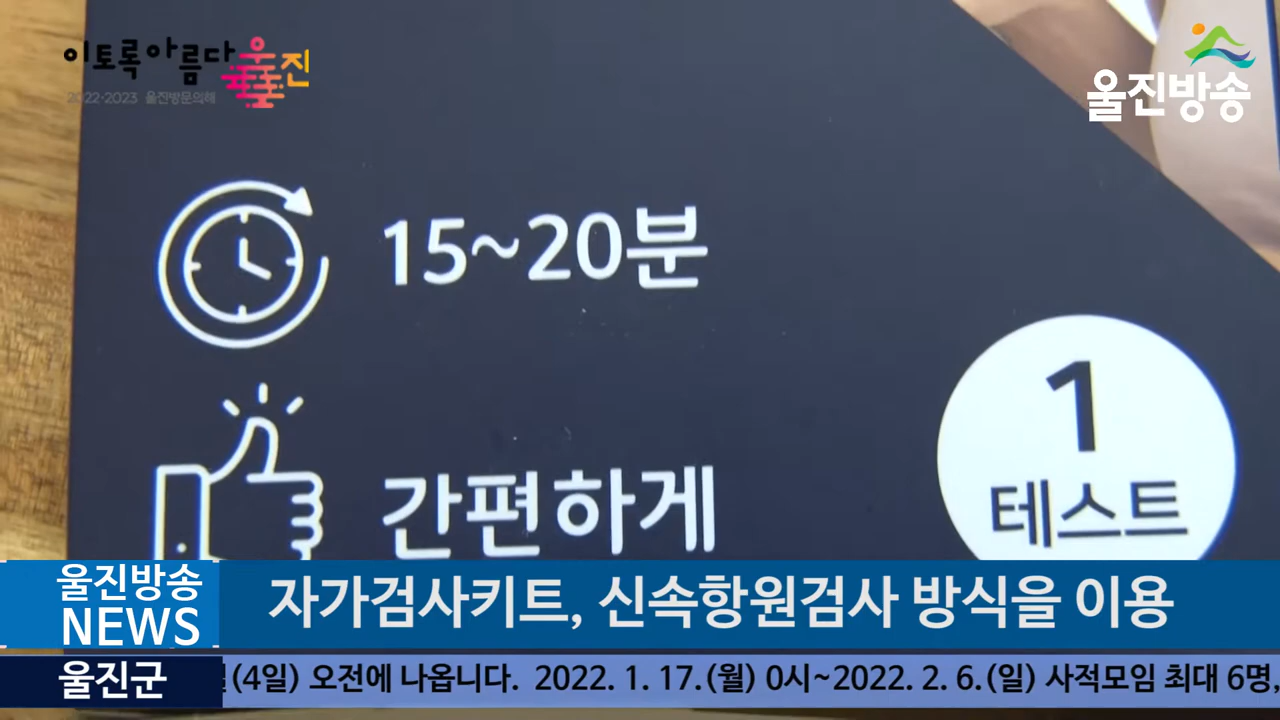 이토록아름다울진
2022·2023 울진방문의해
울진방송
15~20분
간편하게
1
테스트
울진방송
NEWS
자가검사키트, 신속항원검사 방식을 이용
울진군
(4일) 오전에 나옵니다. 2022. 1. 17.(월) 0시~2022. 2. 6.(일) 사적모임 최대 6명,